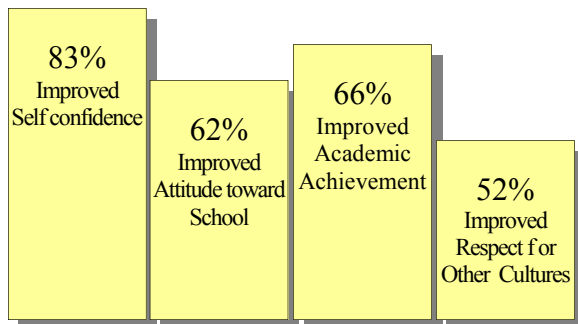 83%
Improved
Self confidence
62%
Improved
Attitude toward
School
66%
Improved
Academic
Achievement
52%
Improved
Respect for
Other Cultures